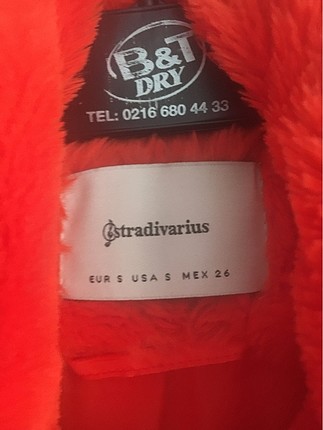 B&T
DRY
TEL: 0216 680 44 33
stradivarius
EUR S USA S MEX 26